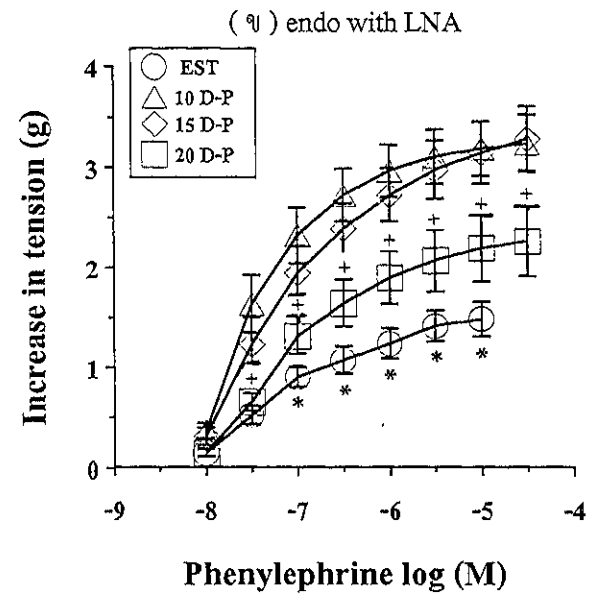 ( ข ) endo with LNA
EST
10 D-P
15 D-P
20 D-P
Increase in tension (g)
4
3
2
1
0
+ + + + + + +
* * * * *
-9 -8 -7 -6 -5 -4
Phenylephrine log (M)